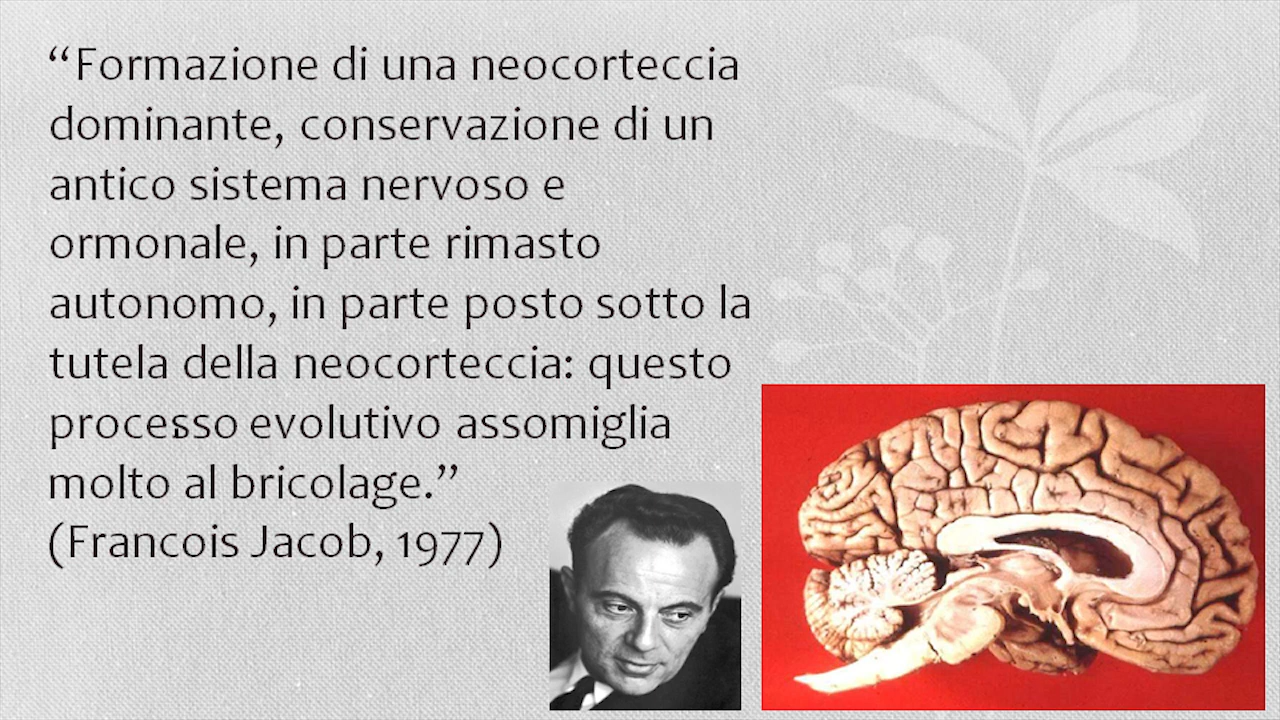 “Formazione di una neocorteccia
dominante, conservazione di un
antico sistema nervoso e
ormonale, in parte rimasto
autonomo, in parte posto sotto la
tutela della neocorteccia: questo
processo evolutivo assomiglia
molto al bricolage.”
(Francois Jacob, 1977)